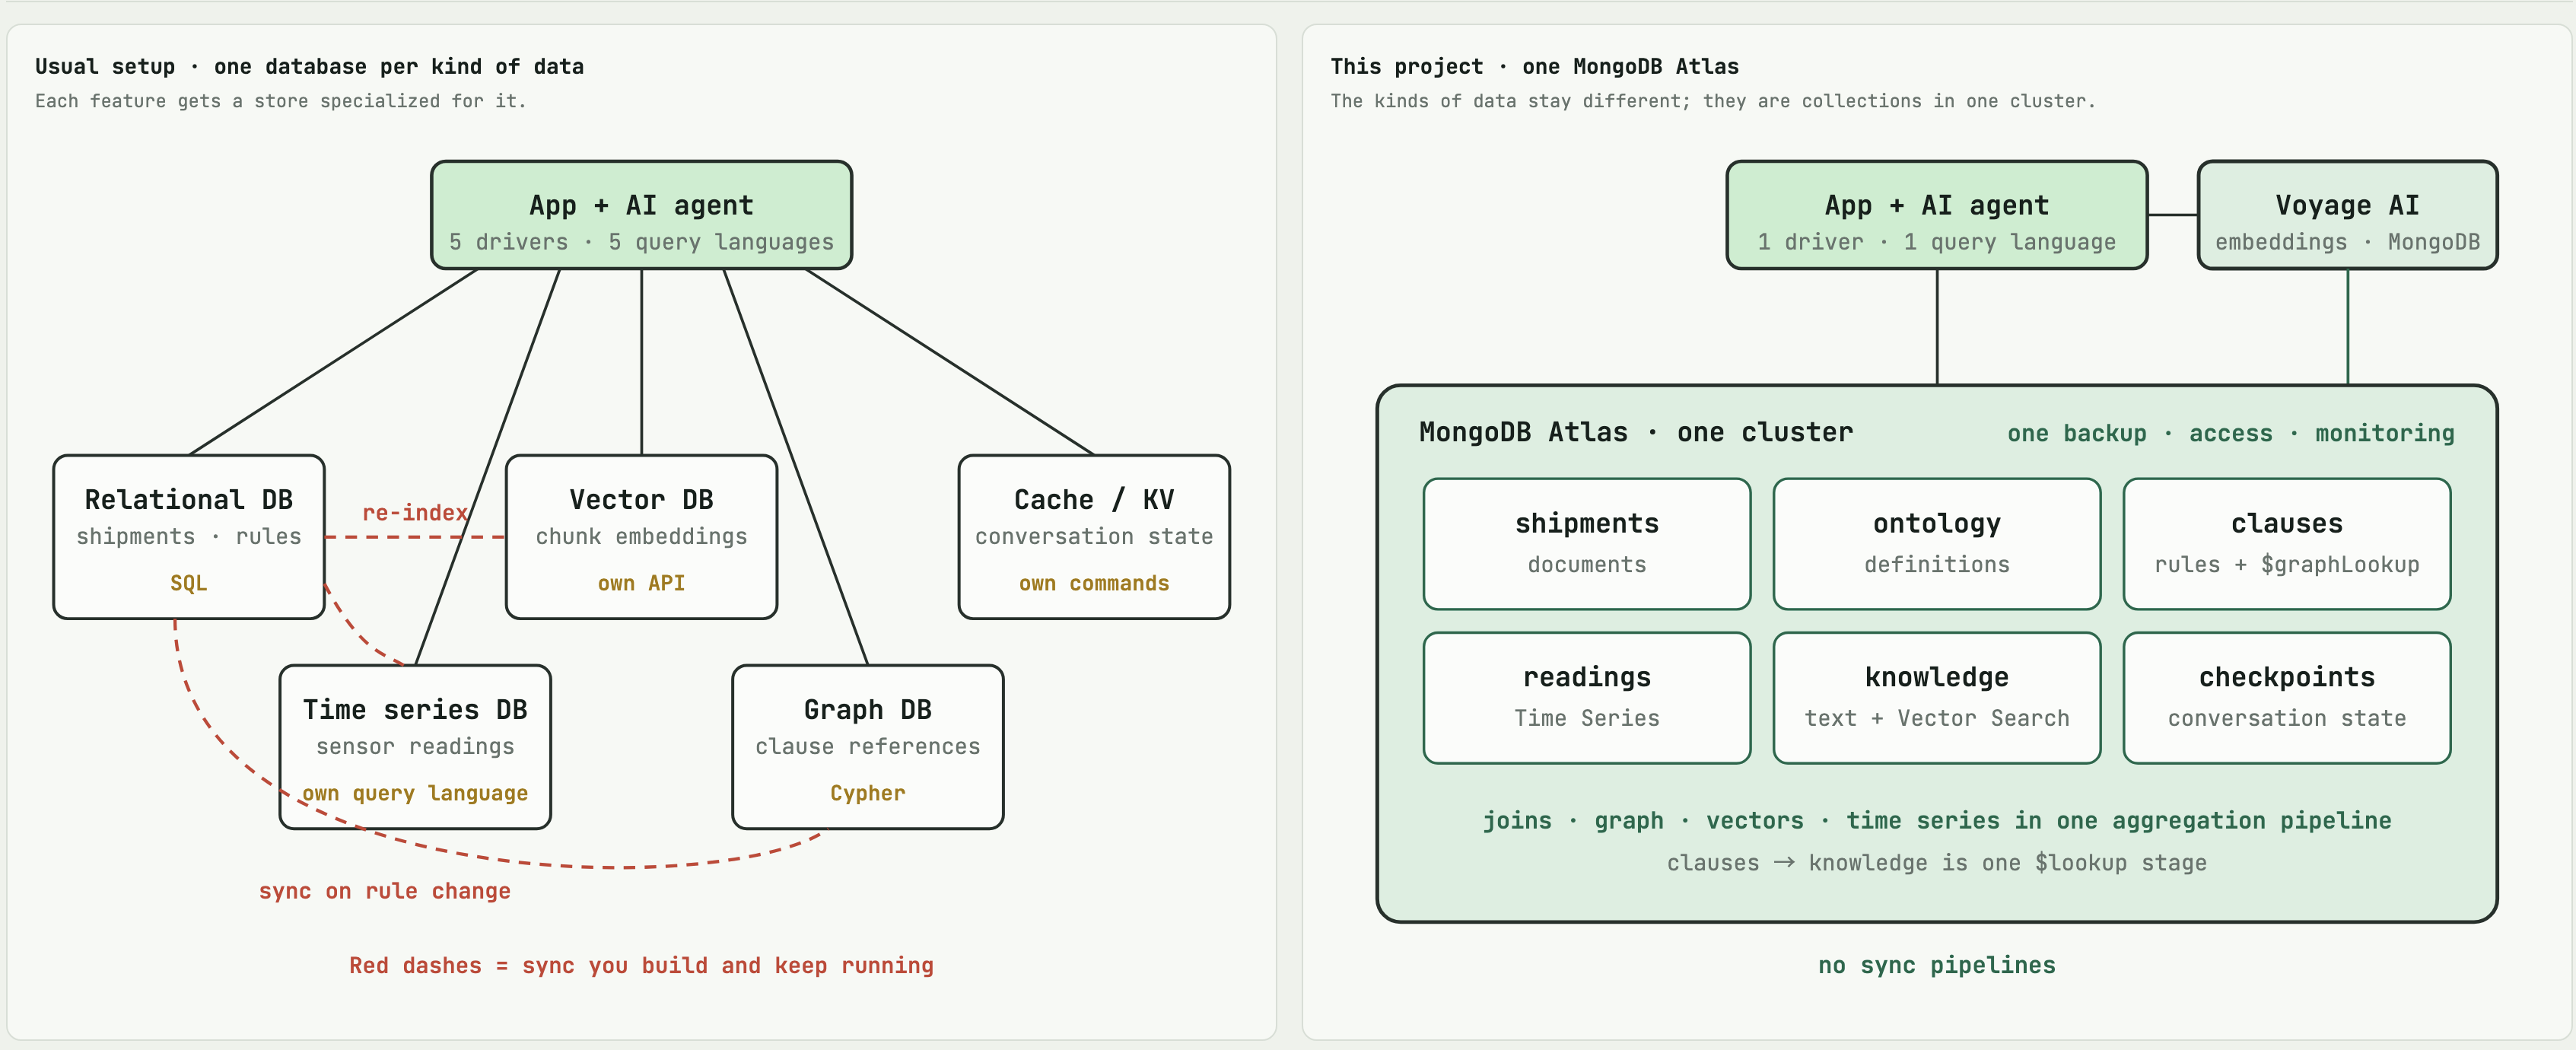 Usual setup · one database per kind of data
Each feature gets a store specialized for it.
App + AI agent
5 drivers · 5 query languages
Relational DB
shipments · rules
SQL
re-index
Vector DB
chunk embeddings
own API
Cache / KV
conversation state
own commands
Time series DB
sensor readings
own query language
Graph DB
clause references
Cypher
sync on rule change
Red dashes = sync you build and keep running
This project · one MongoDB Atlas
The kinds of data stay different; they are collections in one cluster.
App + AI agent
1 driver · 1 query language
Voyage AI
embeddings · MongoDB
MongoDB Atlas · one cluster
one backup · access · monitoring
shipments
documents
ontology
definitions
clauses
rules + $graphLookup
readings
Time Series
knowledge
text + Vector Search
checkpoints
conversation state
joins · graph · vectors · time series in one aggregation pipeline
clauses → knowledge is one $lookup stage
no sync pipelines